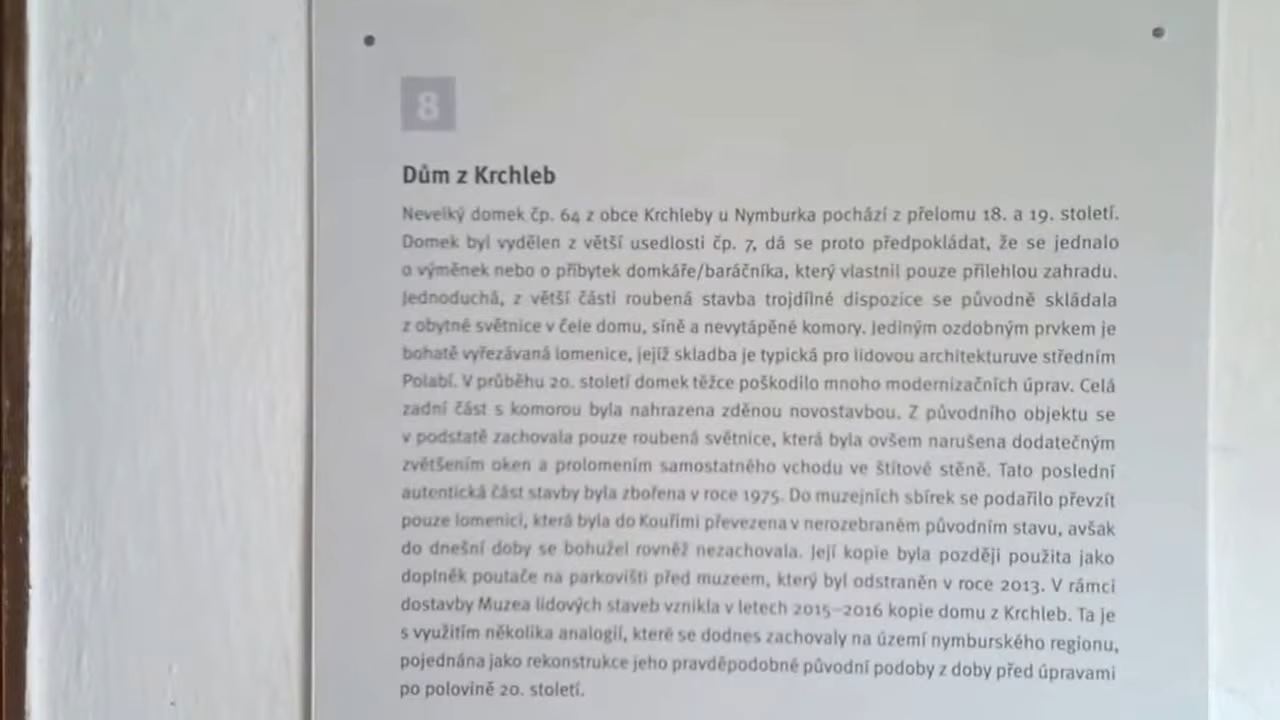 8
Dům z Krchleb
Nevelký domek čp. 64 z obce Krchleby u Nymburka pochází z přelomu 18. a 19. století.
Domek byl vydělen z větší usedlosti čp. 7, dá se proto předpokládat, že se jednalo
o výměnek nebo o příbytek domkáře/baráčníka, který vlastnil pouze přilehlou zahradu.
Jednoduchá, z větší části roubená stavba trojdílné dispozice se původně skládala
z obytné světnice v čele domu, síně a nevytápěné komory. Jediným ozdobným prvkem je
bohatě vyřezávaná lomenice, jejíž skladba je typická pro lidovou architekturuve středním
Polabí. V průběhu 20. století domek těžce poškodilo mnoho modernizačních úprav. Celá
zadní část s komorou byla nahrazena zděnou novostavbou. Z původního objektu se
v podstatě zachovala pouze roubená světnice, která byla ovšem narušena dodatečným
zvětšením oken a prolomením samostatného vchodu ve štítové stěně. Tato poslední
autentická část stavby byla zbořena v roce 1975. Do muzejních sbírek se podařilo převzít
pouze lomenici, která byla do Kouřimi převezena v nerozebraném původním stavu, avšak
do dnešní doby se bohužel rovněž nezachovala. Její kopie byla později použita jako
doplněk poutače na parkovišti před muzeem, který byl odstraněn v roce 2013. V rámci
dostavby Muzea lidových staveb vznikla v letech 2015–2016 kopie domu z Krchleb. Ta je
s využitím několika analogií, které se dodnes zachovaly na území nymburského regionu,
pojednána jako rekonstrukce jeho pravděpodobné původní podoby z doby před úpravami
po polovině 20. století.